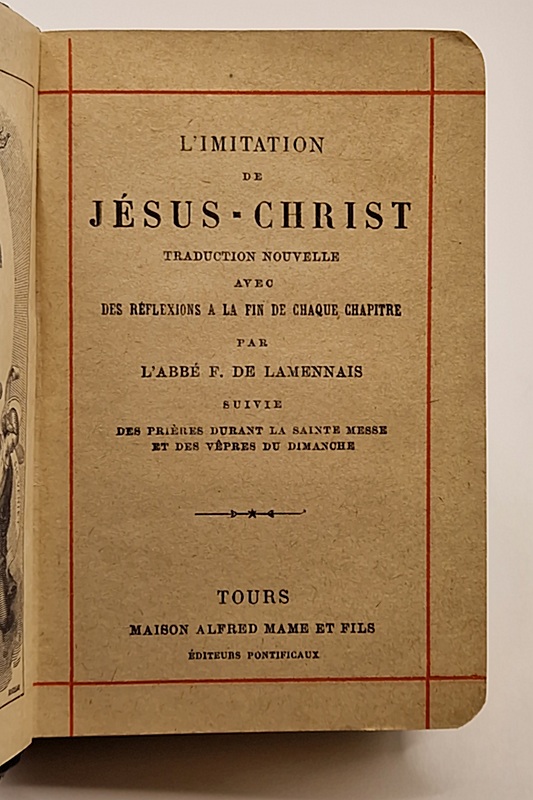 L'IMITATION
DE
JÉSUS-CHRIST
TRADUCTION NOUVELLE
AVEC
DES RÉFLEXIONS A LA FIN DE CHAQUE CHAPITRE
PAR
L'ABBÉ F. DE LAMENNAIS
SUIVIE
DES PRIÈRES DURANT LA SAINTE MESSE
ET DES VÊPRES DU DIMANCHE
TOURS
MAISON ALFRED MAME ET FILS
ÉDITEURS PONTIFICAUX